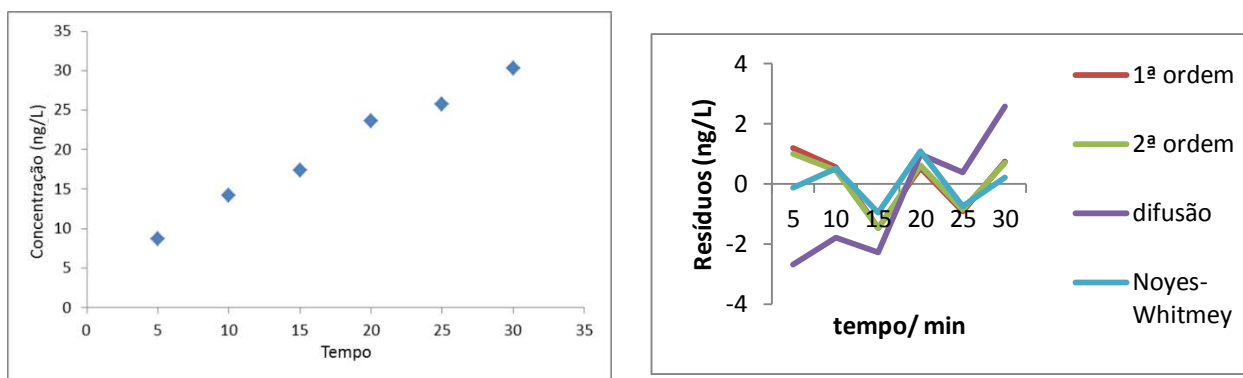 Concentração (ng/L)
35
30
25
20
15
10
5
0
0 5 10 15 20 25 30 35
Tempo
Resíduos (ng/L)
4
2
0
-2
-4
5 10 15 20 25 30
tempo/ min
1ª ordem
2ª ordem
difusão
Noyes-
Whitmey